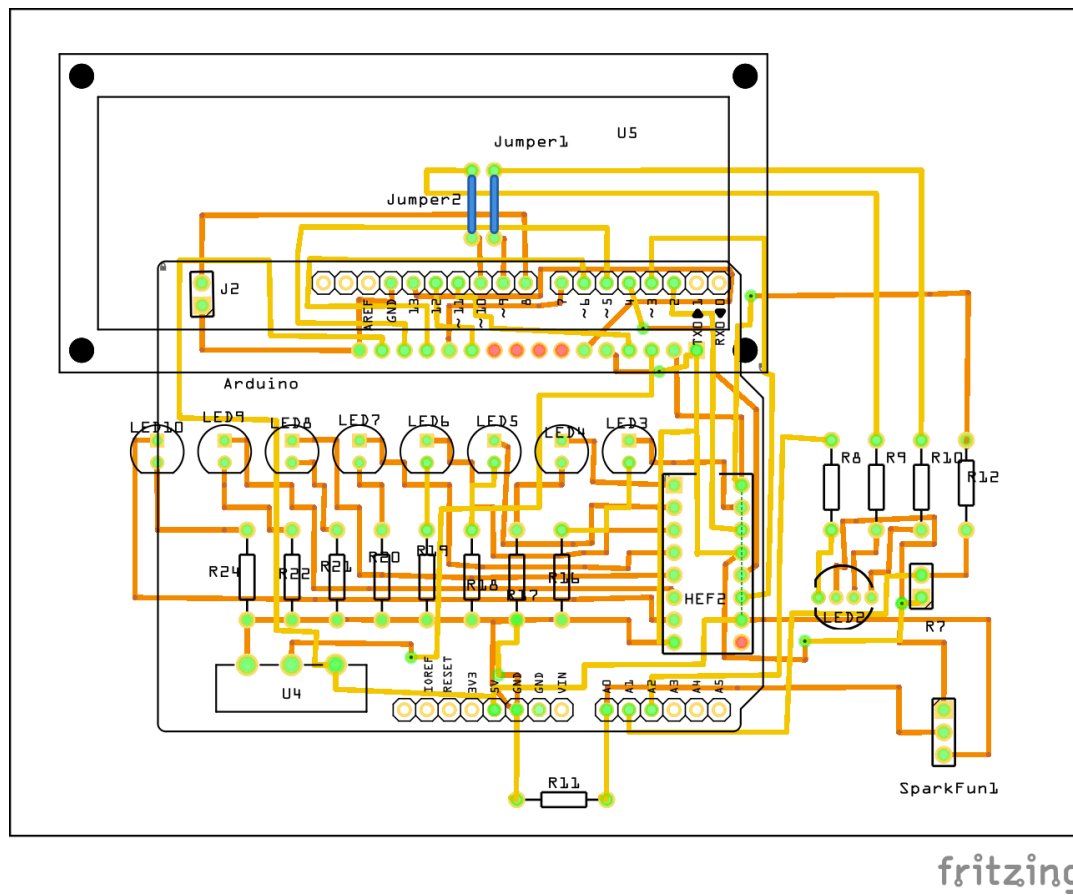 U5
Jumper1
Jumper2
J2
AREF
GND
13
12
~11
~10
~9
8
7
~6
~5
4
~3
2
TX0 1
RX0 0
Arduino
LED10
LED9
LED8
LED7
LED6
LED5
LED4
LED3
R8
R9
R10
R12
R24
R22
R21
R20
R19
R18
R17
R16
HEF2
LED2
R7
U4
IOREF
RESET
3V3
5V
GND
GND
VIN
A0
A1
A2
A3
A4
A5
R11
SparkFun1
fritzing